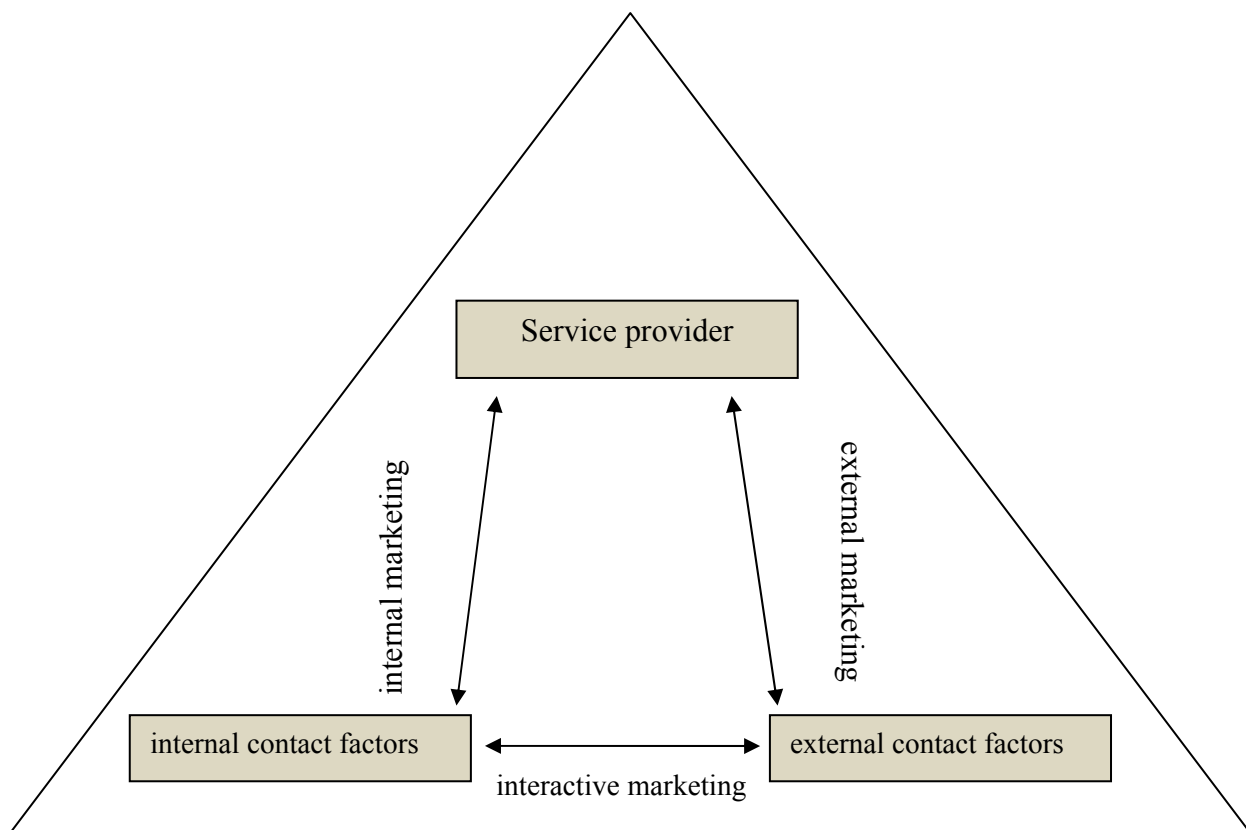 Service provider
internal marketing
external marketing
internal contact factors
external contact factors
interactive marketing